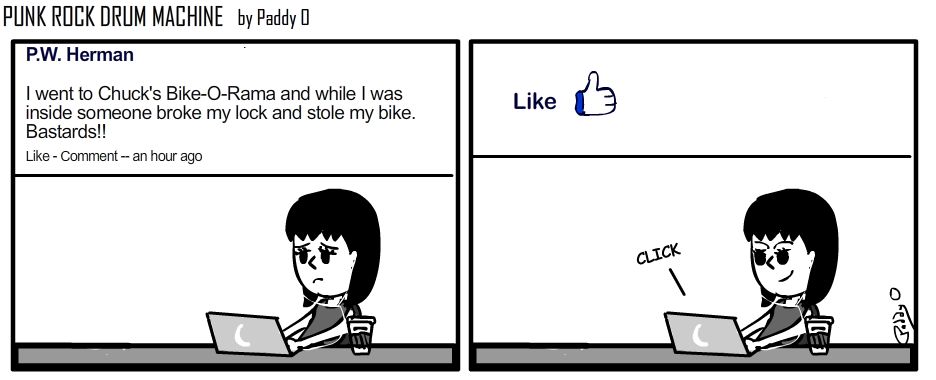 PUNK ROCK DRUM MACHINE by Paddy O
P.W. Herman
I went to Chuck's Bike-O-Rama and while I was
inside someone broke my lock and stole my bike.
Bastards!!
Like - Comment -- an hour ago
Like
CLICK
Paddy O